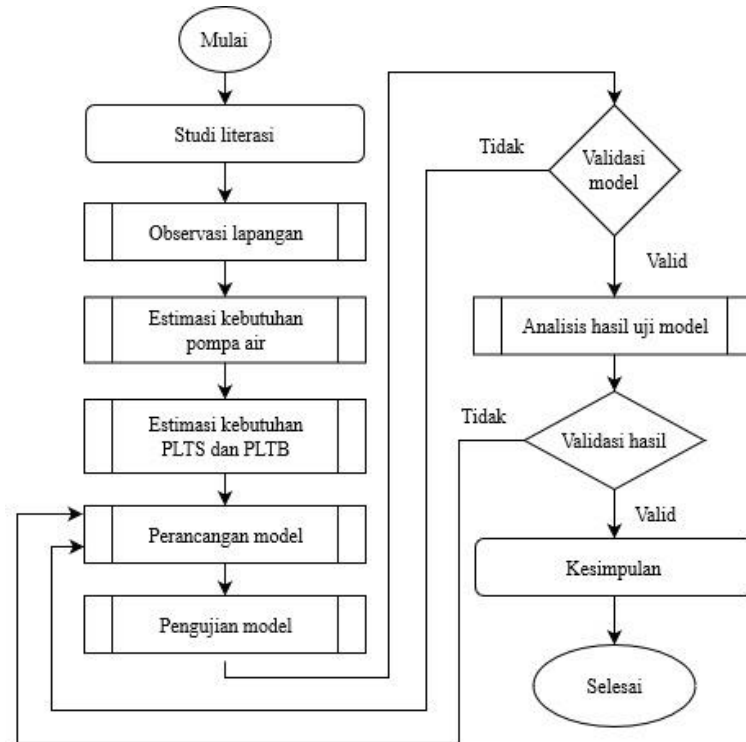 Mulai
Studi literasi
Observasi lapangan
Estimasi kebutuhan
pompa air
Estimasi kebutuhan
PLTS dan PLTB
Perancangan model
Pengujian model
Validasi
model
Tidak
Valid
Analisis hasil uji model
Validasi hasil
Tidak
Valid
Kesimpulan
Selesai